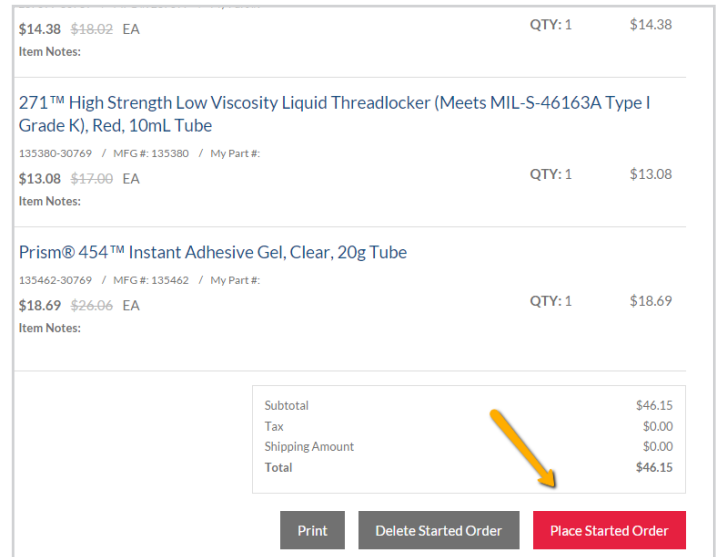 $14.38 $18.02 EA QTY: 1 $14.38
Item Notes:
271™ High Strength Low Viscosity Liquid Threadlocker (Meets MIL-S-46163A Type I
Grade K), Red, 10mL Tube
135380-30769 / MFG #: 135380 / My Part #:
$13.08 $17.00 EA QTY: 1 $13.08
Item Notes:
Prism® 454™ Instant Adhesive Gel, Clear, 20g Tube
135462-30769 / MFG #: 135462 / My Part #:
$18.69 $26.06 EA QTY: 1 $18.69
Item Notes:
Subtotal $46.15
Tax $0.00
Shipping Amount $0.00
Total $46.15
Print Delete Started Order Place Started Order